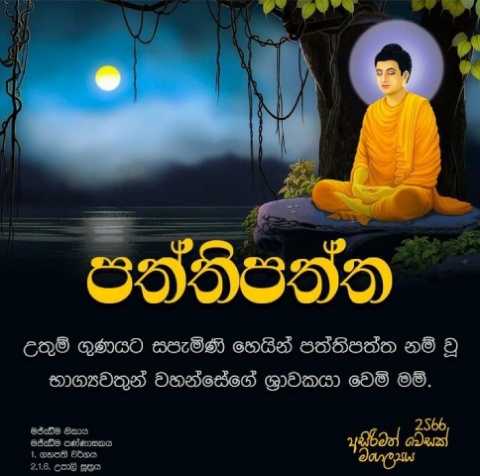 පත්තිපත්ත
උතුම් ගුණයට සපැමිණි හෙයින් පත්තිපත්ත නම් වූ
භාග්‍යවතුන් වහන්සේගේ ශ්‍රාවකයා වෙමි මම්.
මජ්ඣිම නිකාය
මජ්ඣිම පණ්ණාසකය
1. ගහපති වර්ගය
2.1.6. උපාලි සූත්‍රය
2566
අසිරිමත් වෙසක්
මංගල්‍යය